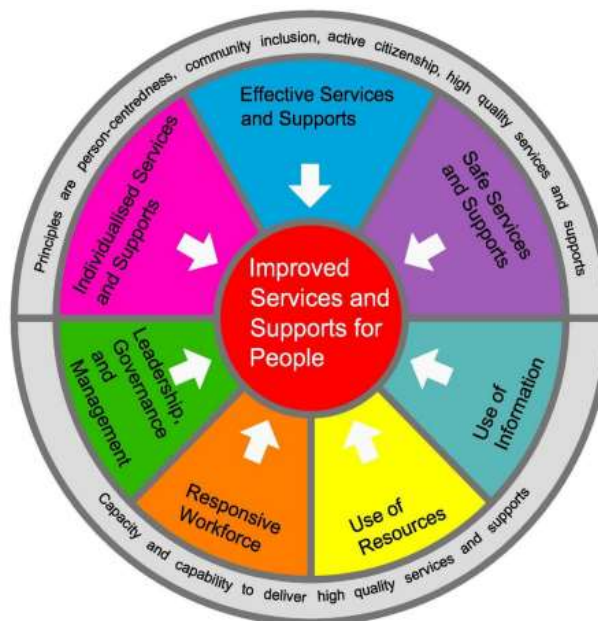 Principles are person-centredness, community inclusion, active citizenship, high quality services and supports
Effective Services
and Supports
Individualised Services
and Supports
Safe Services
and Supports
Improved
Services and
Supports for
People
Leadership,
Governance
and
Management
Use of
Information
Responsive
Workforce
Use of
Resources
Capacity and capability to deliver high quality services and supports